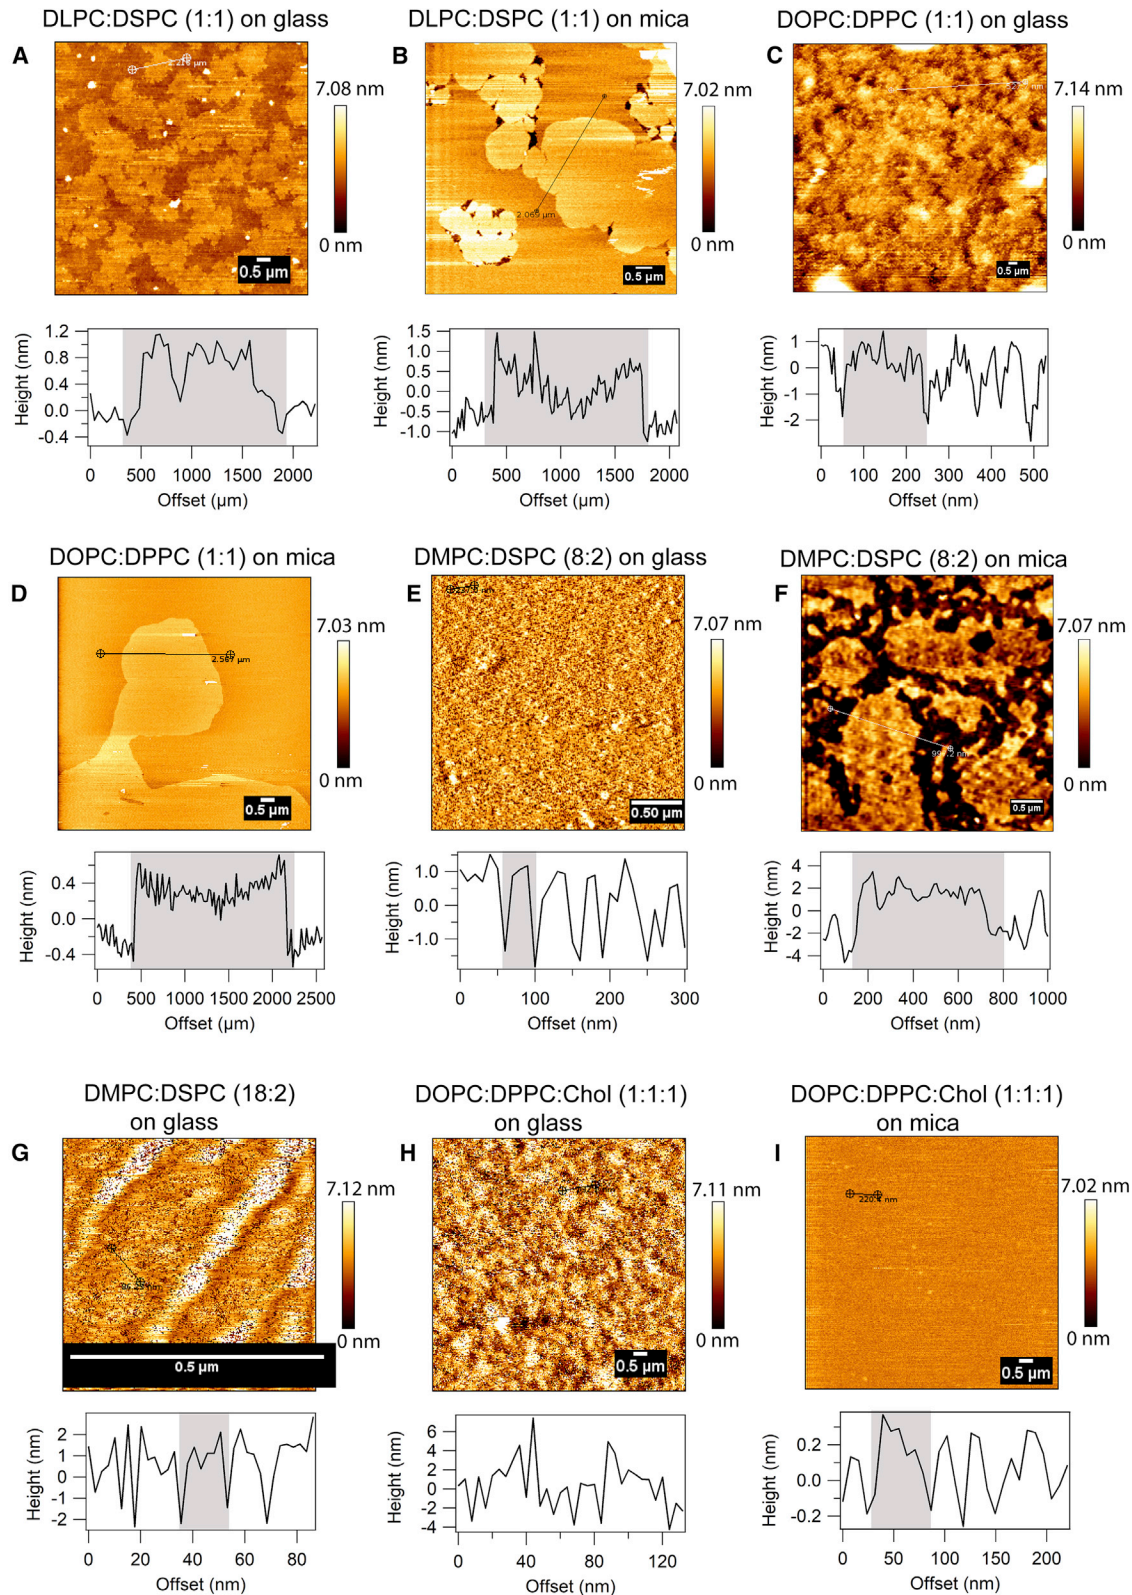 DLPC:DSPC (1:1) on glass
DLPC:DSPC (1:1) on mica
DOPC:DPPC (1:1) on glass
A
7.08 nm
0 nm
0.5 µm
B
2.069 µm
7.02 nm
0 nm
0.5 µm
C
7.14 nm
0 nm
0.5 µm
Height (nm)
1.2
0.8
0.4
0.0
-0.4
0 500 1000 1500 2000
Offset (µm)
Height (nm)
1.5
1.0
0.5
0.0
-0.5
-1.0
0 500 1000 1500 2000
Offset (µm)
Height (nm)
1
0
-1
-2
0 100 200 300 400 500
Offset (nm)
DOPC:DPPC (1:1) on mica
DMPC:DSPC (8:2) on glass
DMPC:DSPC (8:2) on mica
D
2.567 µm
7.03 nm
0 nm
0.5 µm
E
7.07 nm
0 nm
0.50 µm
F
7.07 nm
0 nm
0.5 µm
Height (nm)
0.4
0.0
-0.4
0 500 1000 1500 2000 2500
Offset (µm)
Height (nm)
1.0
0.0
-1.0
0 100 200 300
Offset (nm)
Height (nm)
4
2
0
-2
-4
0 200 400 600 800 1000
Offset (nm)
DMPC:DSPC (18:2)
on glass
DOPC:DPPC:Chol (1:1:1)
on glass
DOPC:DPPC:Chol (1:1:1)
on mica
G
7.12 nm
0 nm
0.5 µm
H
7.11 nm
0 nm
0.5 µm
I
7.02 nm
0 nm
0.5 µm
Height (nm)
2
1
0
-1
-2
0 20 40 60 80
Offset (nm)
Height (nm)
6
4
2
0
-2
-4
0 40 80 120
Offset (nm)
Height (nm)
0.2
0.0
-0.2
0 50 100 150 200
Offset (nm)